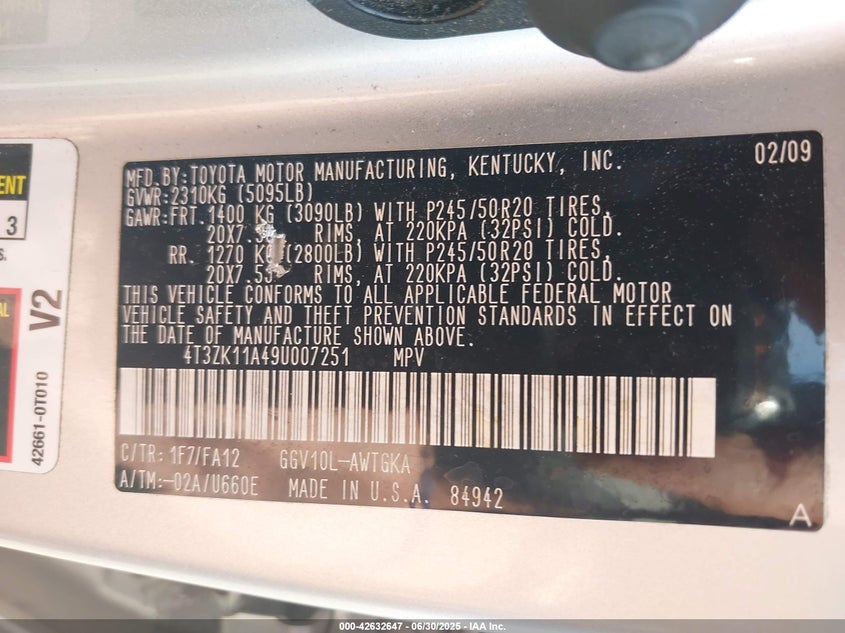 MFD.BY:TOYOTA MOTOR MANUFACTURING, KENTUCKY, INC. 02/09
GVWR:2310KG (5095LB)
GAWR:FRT.1400 KG (3090LB) WITH P245/50R20 TIRES,
RIMS, AT 220KPA (32PSI) COLD.
RR. 1270 KG (2800LB) WITH P245/50R20 TIRES,
RIMS, AT 220KPA (32PSI) COLD.
THIS VEHICLE CONFORMS TO ALL APPLICABLE FEDERAL MOTOR
VEHICLE SAFETY AND THEFT PREVENTION STANDARDS IN EFFECT ON
THE DATE OF MANUFACTURE SHOWN ABOVE.
4T3ZK11A49U007251 MPV
C/TR: 1F7/FA12 GGV10L-AWTGKA
A/TM:-02A/U660E MADE IN U.S.A. 84942
A
3
V2
42661-0T010
000-42632647 - 06/30/2025 - IAA Inc.